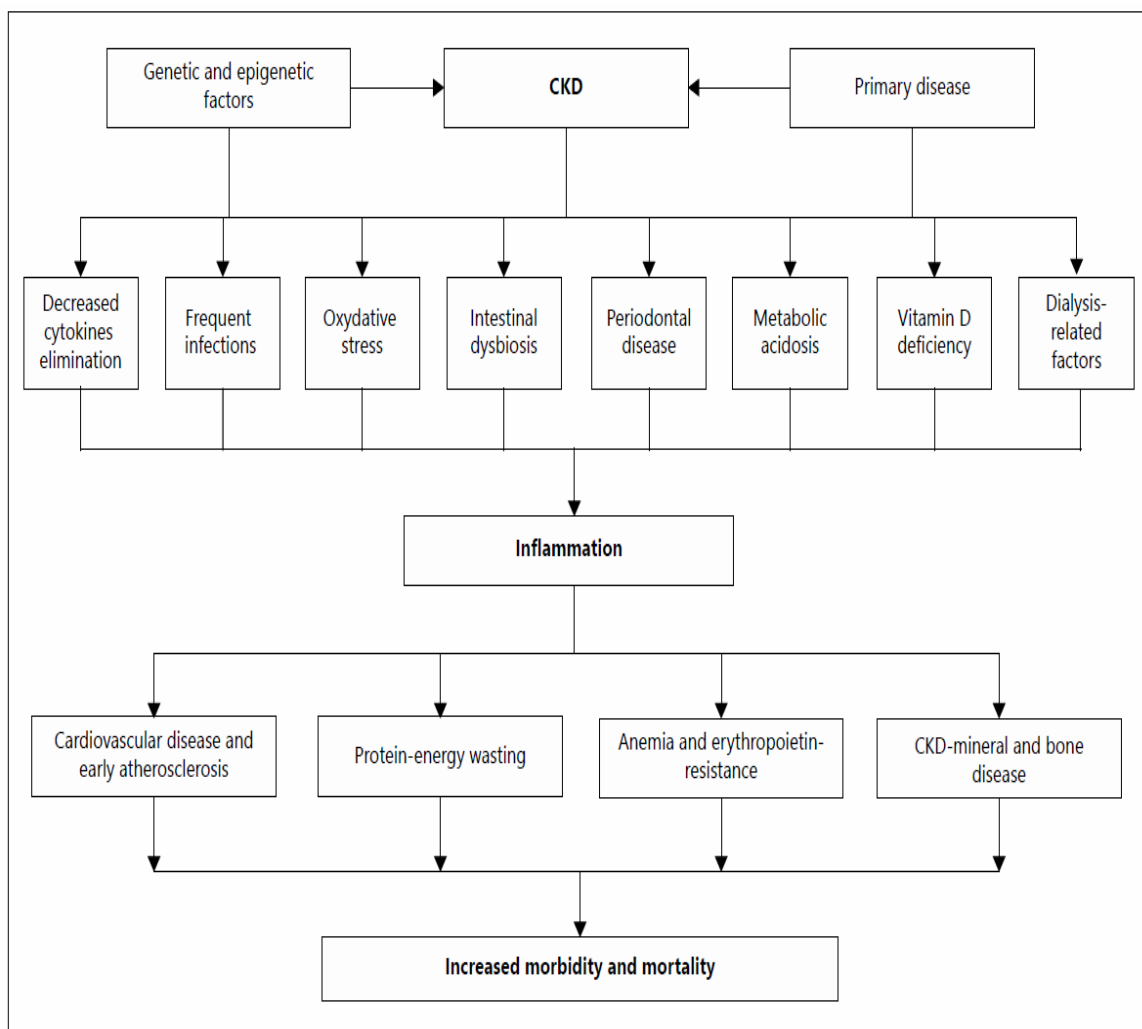 Genetic and epigenetic
factors
CKD
Primary disease
Decreased
cytokines
elimination
Frequent
infections
Oxydative
stress
Intestinal
dysbiosis
Periodontal
disease
Metabolic
acidosis
Vitamin D
deficiency
Dialysis-
related
factors
Inflammation
Cardiovascular disease and
early atherosclerosis
Protein-energy wasting
Anemia and erythropoietin-
resistance
CKD-mineral and bone
disease
Increased morbidity and mortality